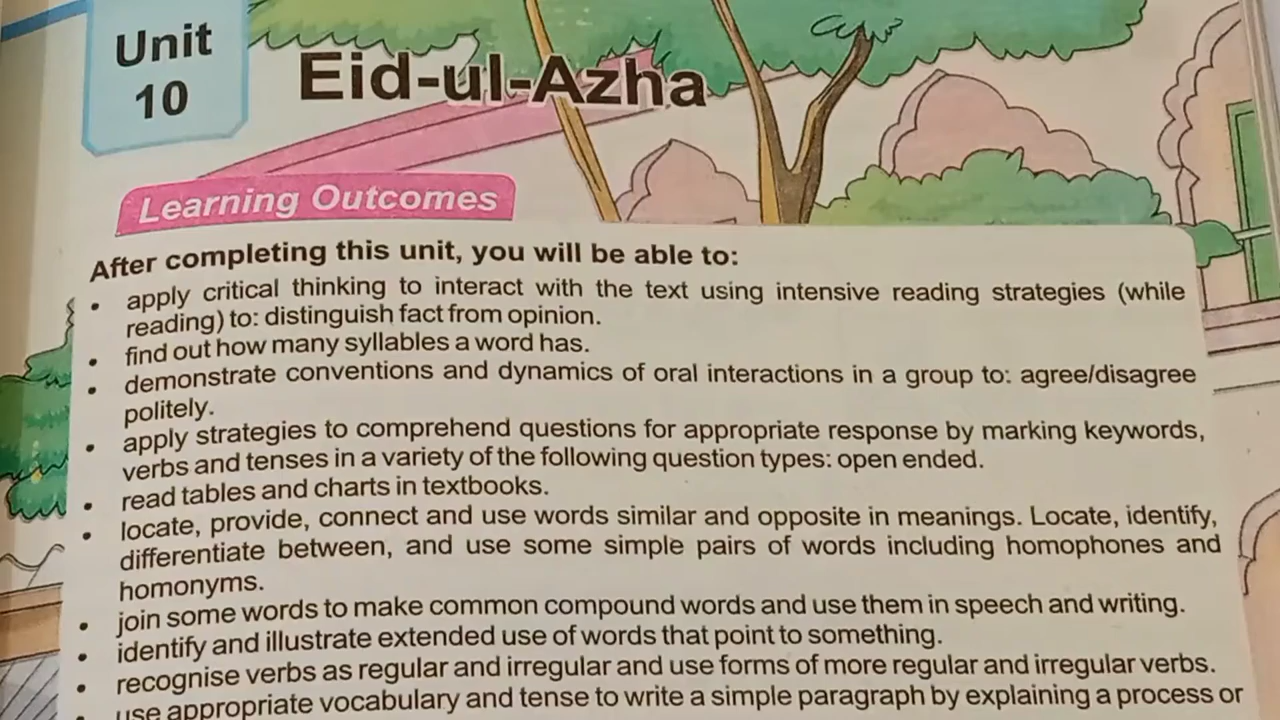 Unit
10
Eid-ul-Azha
Learning Outcomes
After completing this unit, you will be able to:
• apply critical thinking to interact with the text using intensive reading strategies (while
reading) to: distinguish fact from opinion.
• find out how many syllables a word has.
• demonstrate conventions and dynamics of oral interactions in a group to: agree/disagree
politely.
• apply strategies to comprehend questions for appropriate response by marking keywords,
verbs and tenses in a variety of the following question types: open ended.
• read tables and charts in textbooks.
• locate, provide, connect and use words similar and opposite in meanings. Locate, identify,
differentiate between, and use some simple pairs of words including homophones and
homonyms.
• join some words to make common compound words and use them in speech and writing.
• identify and illustrate extended use of words that point to something.
• recognise verbs as regular and irregular and use forms of more regular and irregular verbs.
• use appropriate vocabulary and tense to write a simple paragraph by explaining a process or